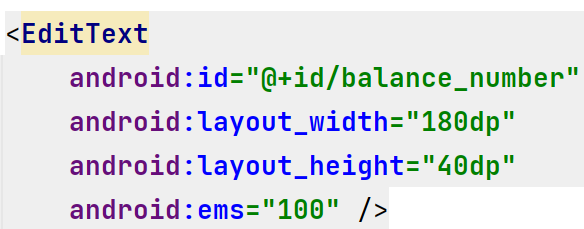 <EditText
android:id="@+id/balance_number"
android:layout_width="180dp"
android:layout_height="40dp"
android:ems="100" />